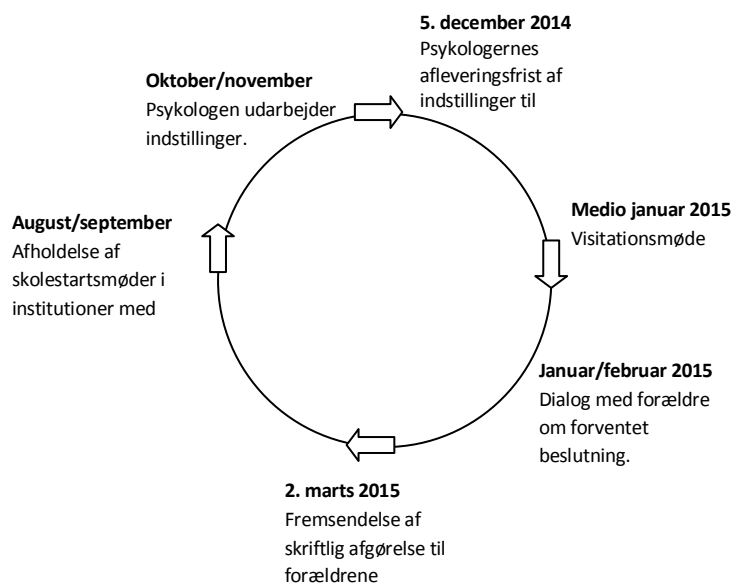 5. december 2014
Psykologernes
afleveringsfrist af
indstillinger til
Oktober/november
Psykologen udarbejder
indstillinger.
August/september
Afholdelse af
skolestartsmøder i
institutioner med
Medio januar 2015
Visitationsmøde
Januar/februar 2015
Dialog med forældre
om forventet
beslutning.
2. marts 2015
Fremsendelse af
skriftlig afgørelse til
forældrene